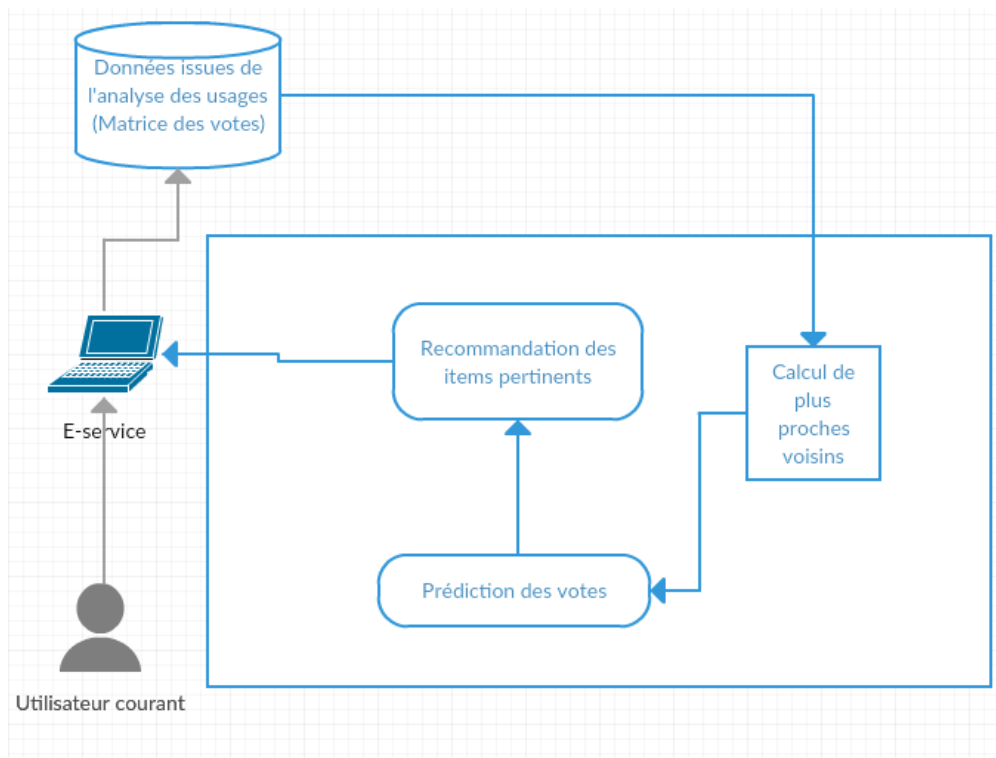 Données issues de
l'analyse des usages
(Matrice des votes)
Recommandation des
items pertinents
Calcul de
plus
proches
voisins
E-service
Prédiction des votes
Utilisateur courant